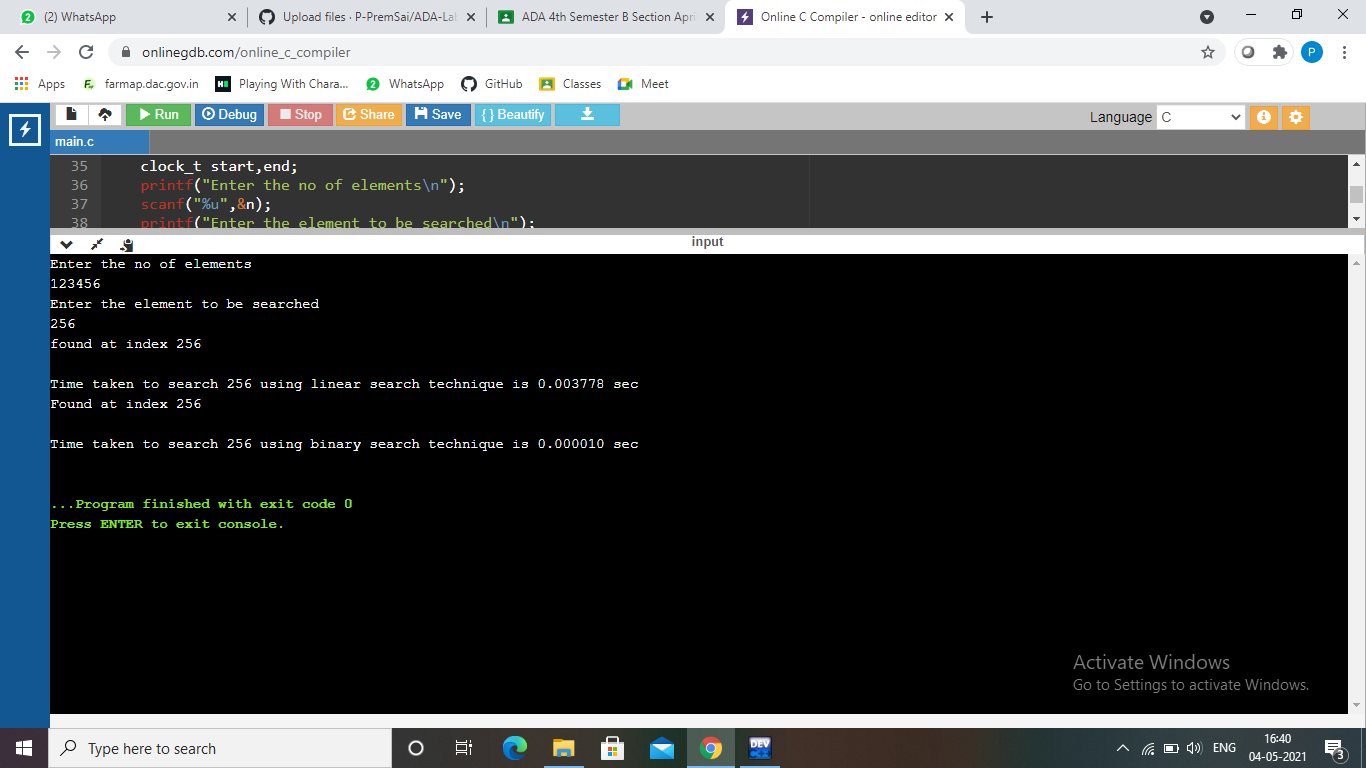 (2) WhatsApp
Upload files · P-PremSai/ADA-Lab
ADA 4th Semester B Section Apri
Online C Compiler - online editor
onlinegdb.com/online_c_compiler
P
Apps
farmap.dac.gov.in
Playing With Chara...
WhatsApp
GitHub
Classes
Meet
Run
Debug
Stop
Share
Save
{ } Beautify
Language
C
main.c
35 clock_t start,end;
36 printf("Enter the no of elements\n");
37 scanf("%u",&n);
38 printf("Enter the element to be searched\n");
input
Enter the no of elements
123456
Enter the element to be searched
256
found at index 256
Time taken to search 256 using linear search technique is 0.003778 sec
Found at index 256
Time taken to search 256 using binary search technique is 0.000010 sec
...Program finished with exit code 0
Press ENTER to exit console.
Activate Windows
Go to Settings to activate Windows.
Type here to search
DEV
ENG
16:40
04-05-2021
3